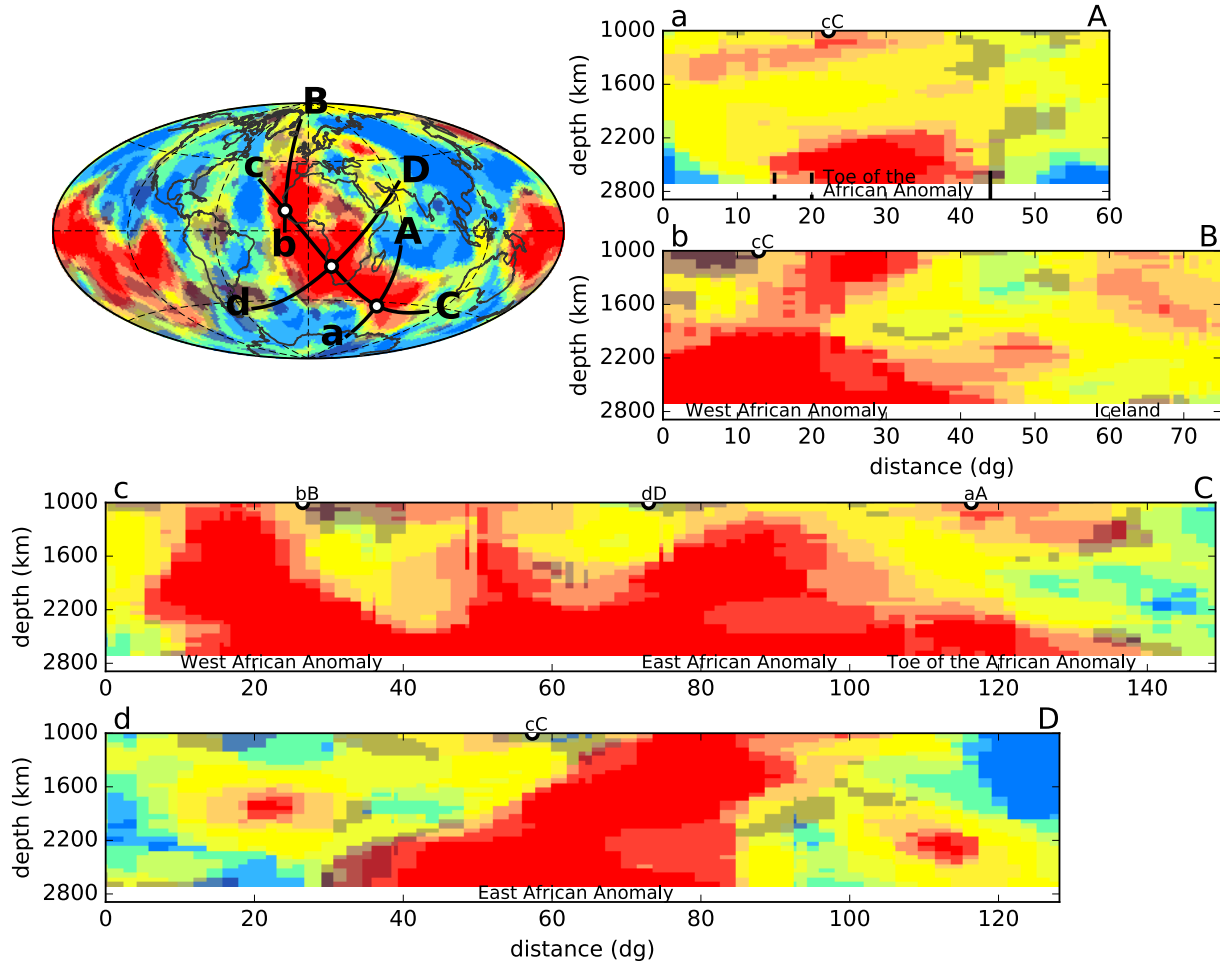 B
c
D
b
A
d
C
a
a
cC
A
1000
1600
2200
2800
depth (km)
Toe of the
African Anomaly
0
10
20
30
40
50
60
b
cC
B
1000
1600
2200
2800
depth (km)
West African Anomaly
Iceland
0
10
20
30
40
50
60
70
distance (dg)
c
bB
dD
aA
C
1000
1600
2200
2800
depth (km)
West African Anomaly
East African Anomaly
Toe of the African Anomaly
0
20
40
60
80
100
120
140
d
cC
D
1000
1600
2200
2800
depth (km)
East African Anomaly
0
20
40
60
80
100
120
distance (dg)